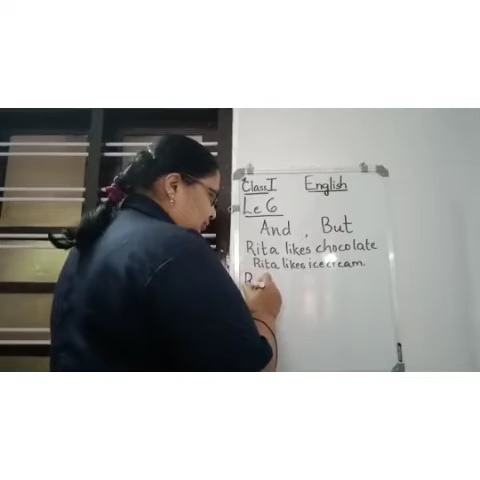 Class I English
Le 6
And , But
Rita likes chocolate
Rita likes icecream.
R